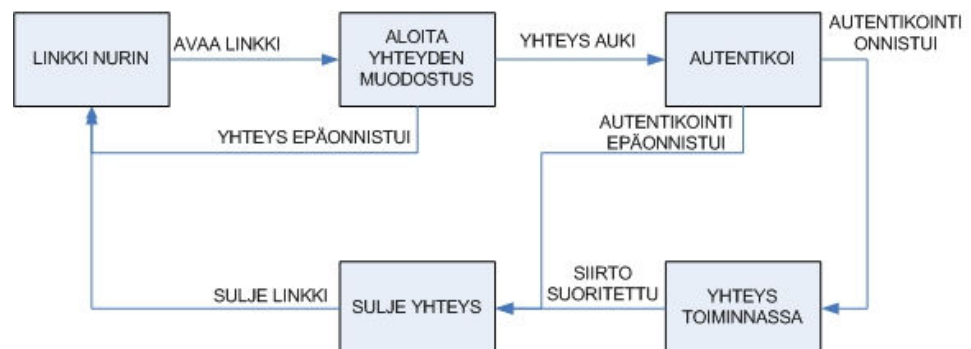 LINKKI NURIN
AVAA LINKKI
ALOITA
YHTEYDEN
MUODOSTUS
YHTEYS AUKI
AUTENTIKOI
AUTENTIKOINTI
ONNISTUI
YHTEYS EPÄONNISTUI
AUTENTIKOINTI
EPÄONNISTUI
SULJE LINKKI
SULJE YHTEYS
SIIRTO
SUORITETTU
YHTEYS
TOIMINNASSA